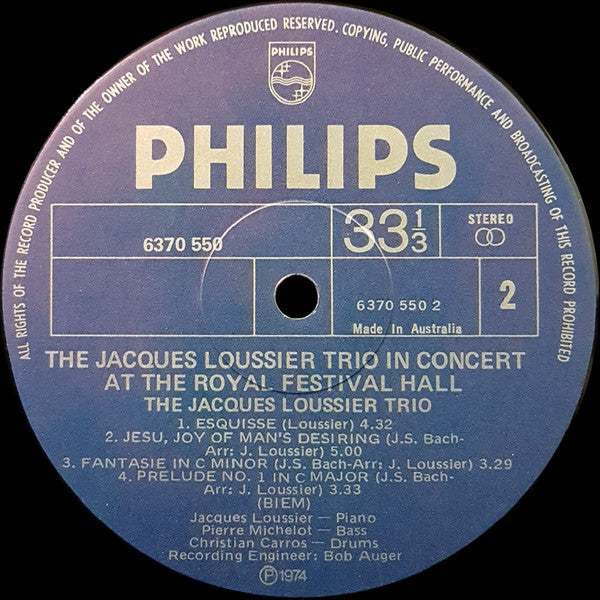 ALL RIGHTS OF THE RECORD PRODUCER AND OF THE OWNER OF THE WORK REPRODUCED RESERVED. COPYING, PUBLIC PERFORMANCE AND BROADCASTING OF THIS RECORD PROHIBITED
PHILIPS
PHILIPS
6370 550
33 1/3
STEREO
6370 550 2
Made In Australia
2
THE JACQUES LOUSSIER TRIO IN CONCERT
AT THE ROYAL FESTIVAL HALL
THE JACQUES LOUSSIER TRIO
1. ESQUISSE (Loussier) 4.32
2. JESU, JOY OF MAN'S DESIRING (J.S. Bach-
Arr: J. Loussier) 5.00
3. FANTASIE IN C MINOR (J.S. Bach-Arr: J. Loussier) 3.29
4. PRELUDE NO. 1 IN C MAJOR (J.S. Bach-
Arr: J. Loussier) 3.33
(BIEM)
Jacques Loussier — Piano
Pierre Michelot — Bass
Christian Carros — Drums
Recording Engineer: Bob Auger
Ⓟ1974